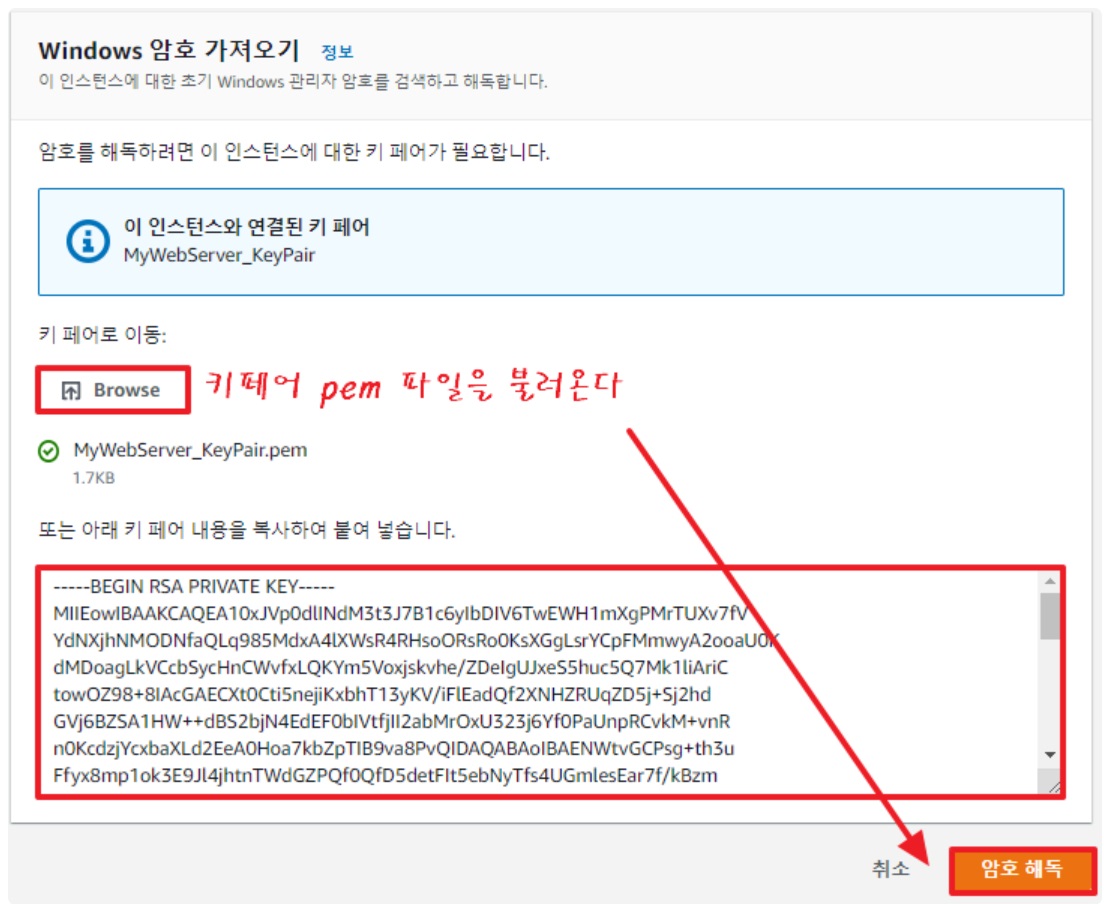 Windows 암호 가져오기 정보
이 인스턴스에 대한 초기 Windows 관리자 암호를 검색하고 해독합니다.
암호를 해독하려면 이 인스턴스에 대한 키 페어가 필요합니다.
이 인스턴스와 연결된 키 페어
MyWebServer_KeyPair
키 페어로 이동:
Browse 키페어 pem 파일을 불러온다
MyWebServer_KeyPair.pem
1.7KB
또는 아래 키 페어 내용을 복사하여 붙여 넣습니다.
-----BEGIN RSA PRIVATE KEY-----
MIIEowIBAAKCAQEA10xJVp0dlINdM3t3J7B1c6yIbDIV6TwEWH1mXgPMrTUXv7fV
YdNXjhNMODNfaQLq985MdxA4lXWsR4RHsoORsRo0KsXGgLsrYCpFMmwyA2ooaU0K
dMDoagLkVCcbSycHnCWvfxLQKYm5Voxjskvhe/ZDeIgUJxeS5huc5Q7Mk1liAriC
towOZ98+8IAcGAECXt0Cti5nejiKxbhT13yKV/iFlEadQf2XNHZRUqZD5j+Sj2hd
GVj6BZSA1HW++dBS2bjN4EdEF0bIVtfjII2abMrOxU323j6Yf0PaUnpRCvkM+vnR
n0KcdzjYcxbaXLd2EeA0Hoa7kbZpTIB9va8PvQIDAQABAoIBAENWtvGCPsg+th3u
Ffyx8mp1ok3E9Jl4jhtnTWdGZPQf0QfD5detFIt5ebNyTfs4UGmlesEar7f/kBzm
취소 암호 해독